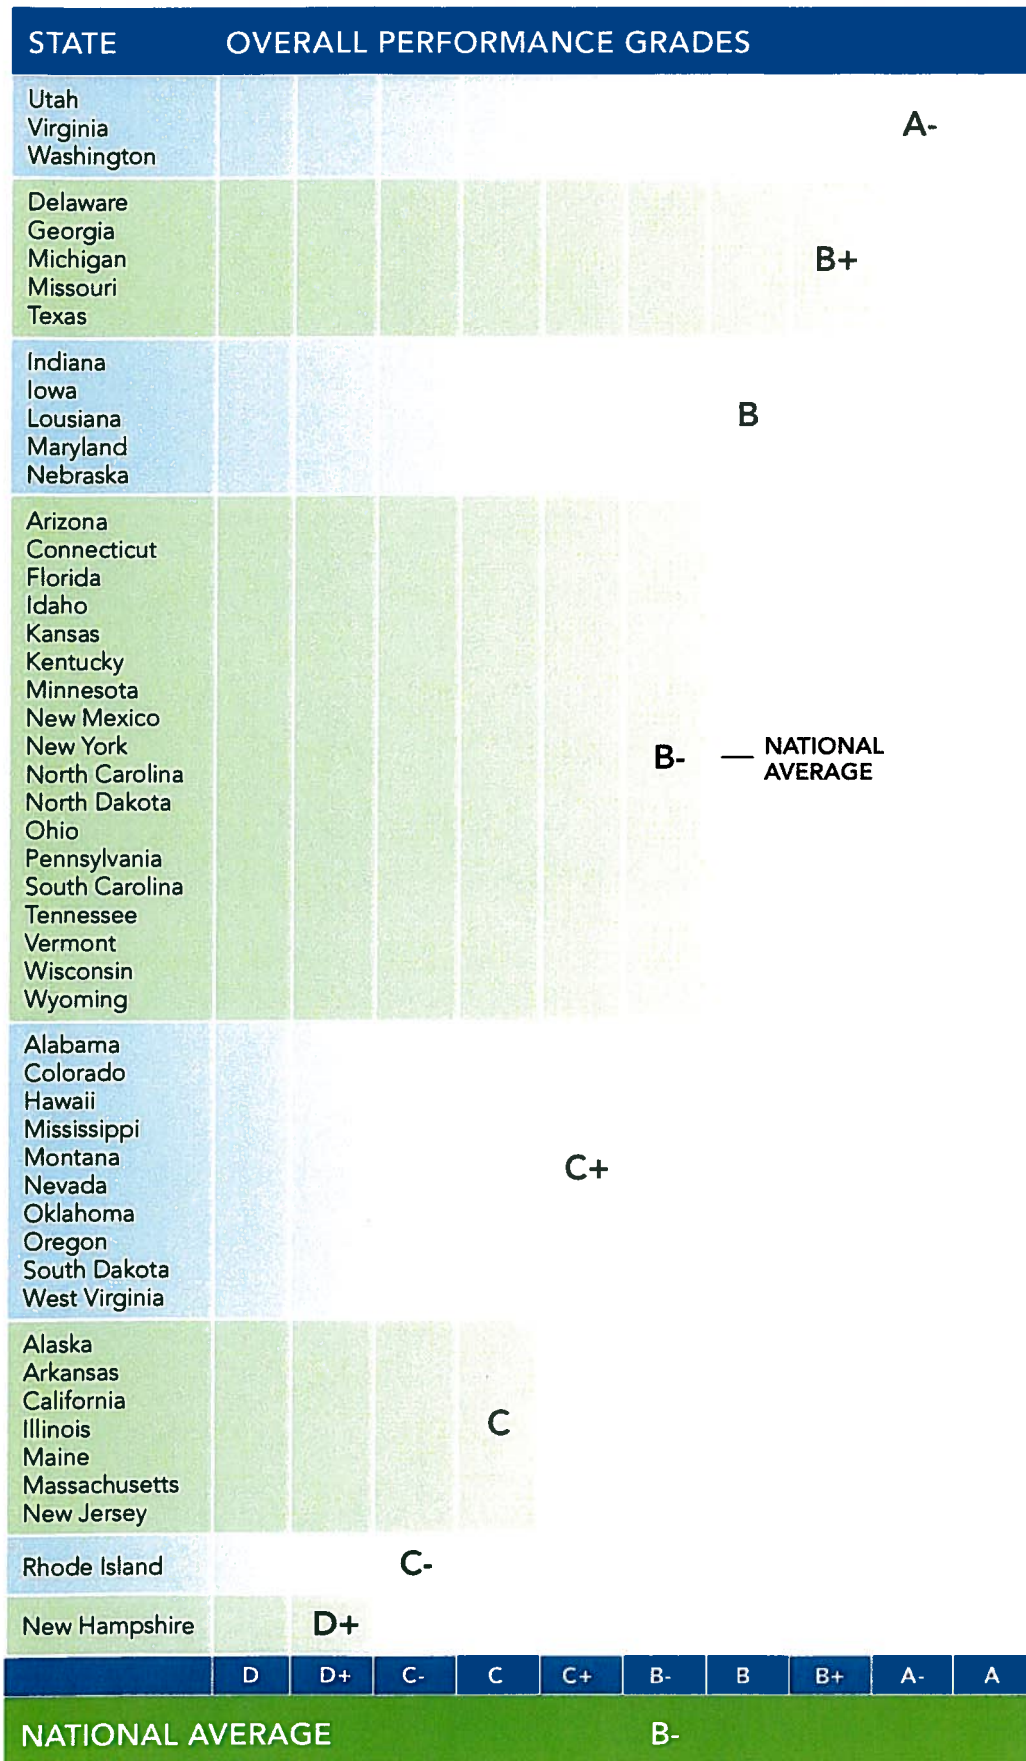 STATE OVERALL PERFORMANCE GRADES
Utah
Virginia
Washington
A-
Delaware
Georgia
Michigan
Missouri
Texas
B+
Indiana
Iowa
Lousiana
Maryland
Nebraska
B
Arizona
Connecticut
Florida
Idaho
Kansas
Kentucky
Minnesota
New Mexico
New York
North Carolina
North Dakota
Ohio
Pennsylvania
South Carolina
Tennessee
Vermont
Wisconsin
Wyoming
B- — NATIONAL
AVERAGE
Alabama
Colorado
Hawaii
Mississippi
Montana
Nevada
Oklahoma
Oregon
South Dakota
West Virginia
C+
Alaska
Arkansas
California
Illinois
Maine
Massachusetts
New Jersey
C
Rhode Island C-
New Hampshire D+
D D+ C- C C+ B- B B+ A- A
NATIONAL AVERAGE B-